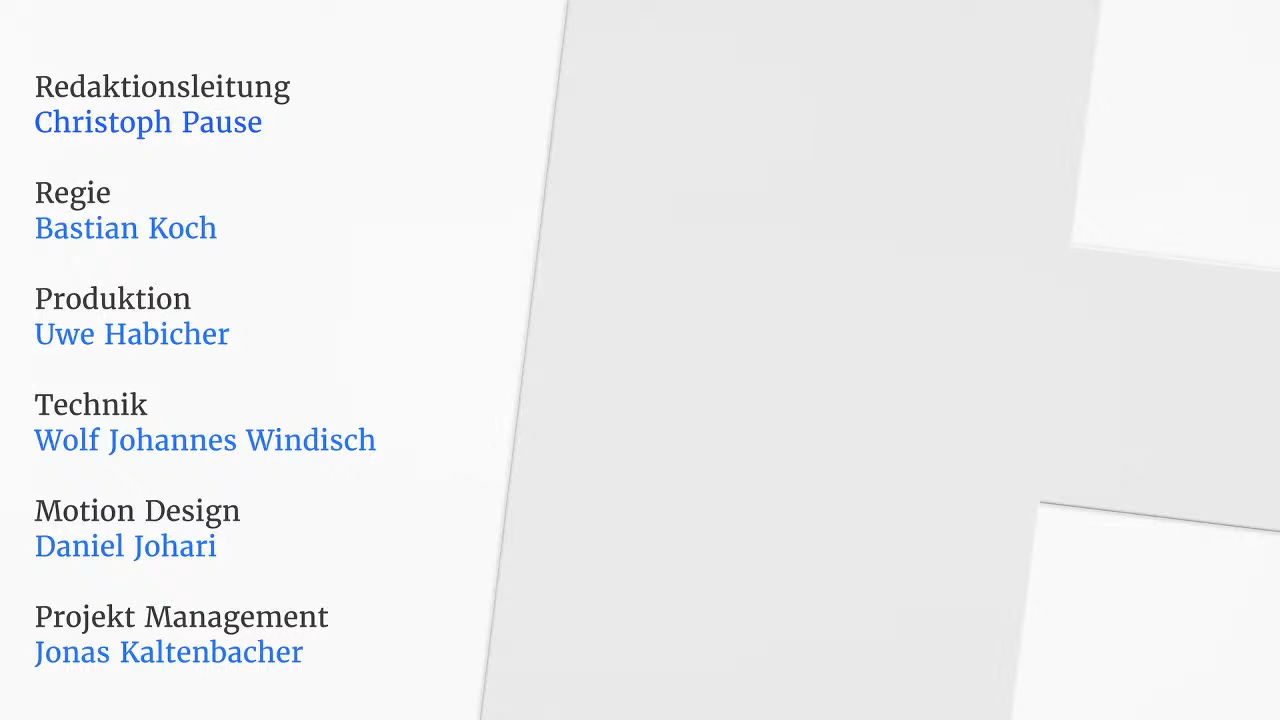 Redaktionsleitung
Christoph Pause
Regie
Bastian Koch
Produktion
Uwe Habicher
Technik
Wolf Johannes Windisch
Motion Design
Daniel Johari
Projekt Management
Jonas Kaltenbacher